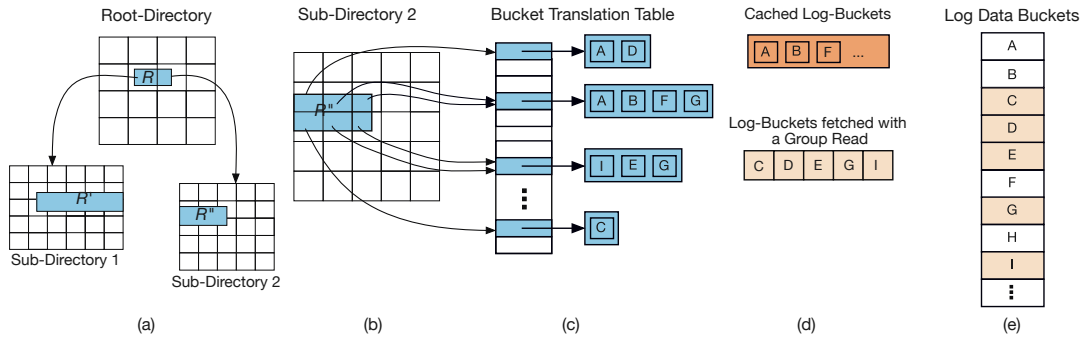 Root-Directory
R
R'
Sub-Directory 1
R"
Sub-Directory 2
(a)
Sub-Directory 2
R"
(b)
Bucket Translation Table
A D
A B F G
I E G
C
(c)
Cached Log-Buckets
A B F ...
Log-Buckets fetched with
a Group Read
C D E G I
(d)
Log Data Buckets
A
B
C
D
E
F
G
H
I
(e)